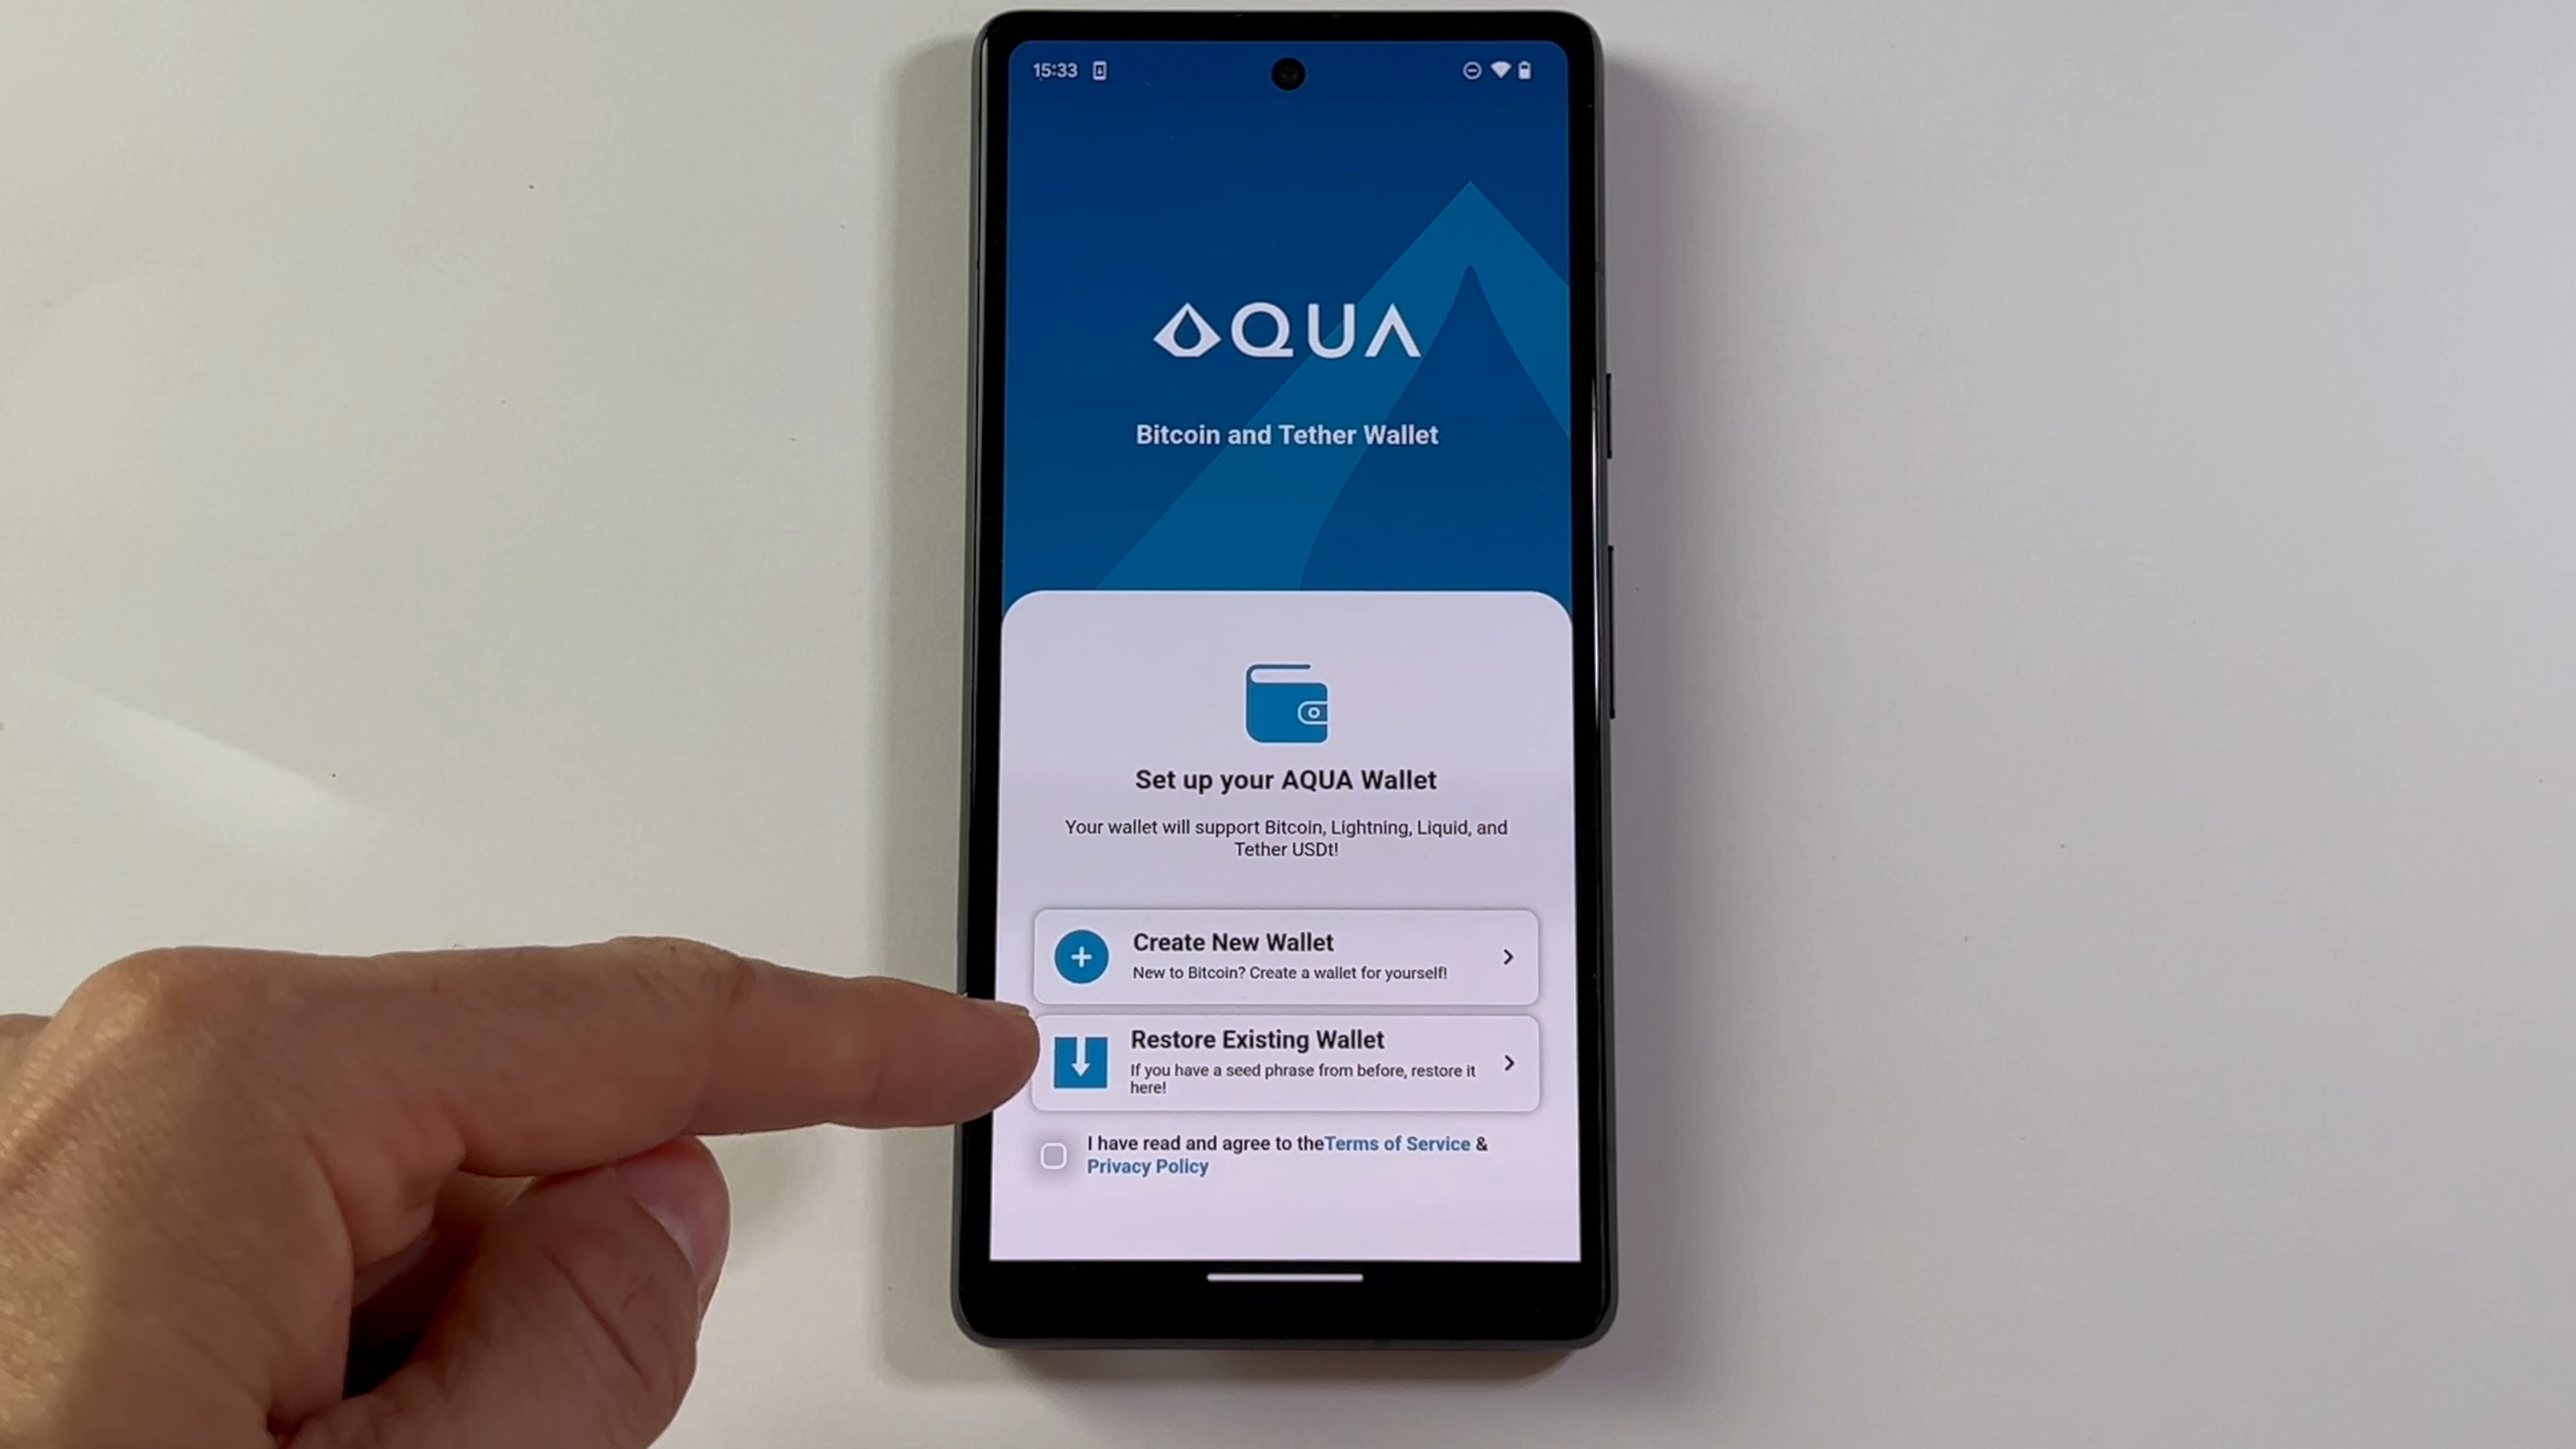 15:33
AQUA
Bitcoin and Tether Wallet
Set up your AQUA Wallet
Your wallet will support Bitcoin, Lightning, Liquid, and
Tether USDt!
Create New Wallet
New to Bitcoin? Create a wallet for yourself!
Restore Existing Wallet
If you have a seed phrase from before, restore it
here!
I have read and agree to theTerms of Service &
Privacy Policy